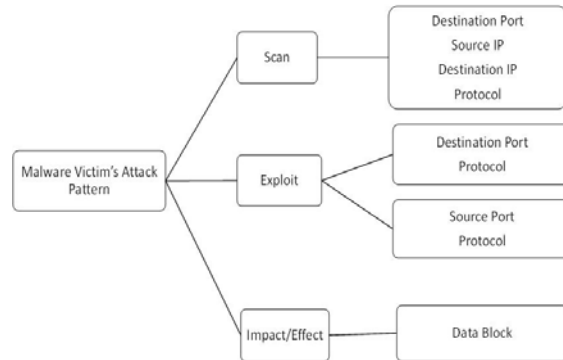 Destination Port
Source IP
Destination IP
Protocol
Scan
Malware Victim's Attack
Pattern
Exploit
Destination Port
Protocol
Source Port
Protocol
Impact/Effect
Data Block